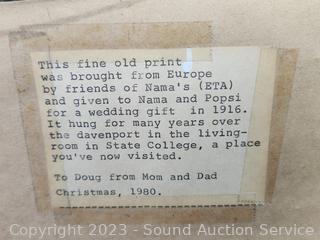 This fine old print
was brought from Europe
by friends of Nama's (ETA)
and given to Nama and Popsi
for a wedding gift in 1916.
It hung for many years over
the davenport in the living-
room in State College, a place
you've now visited.
To Doug from Mom and Dad
Christmas, 1980.
Copyright 2023 - Sound Auction Service